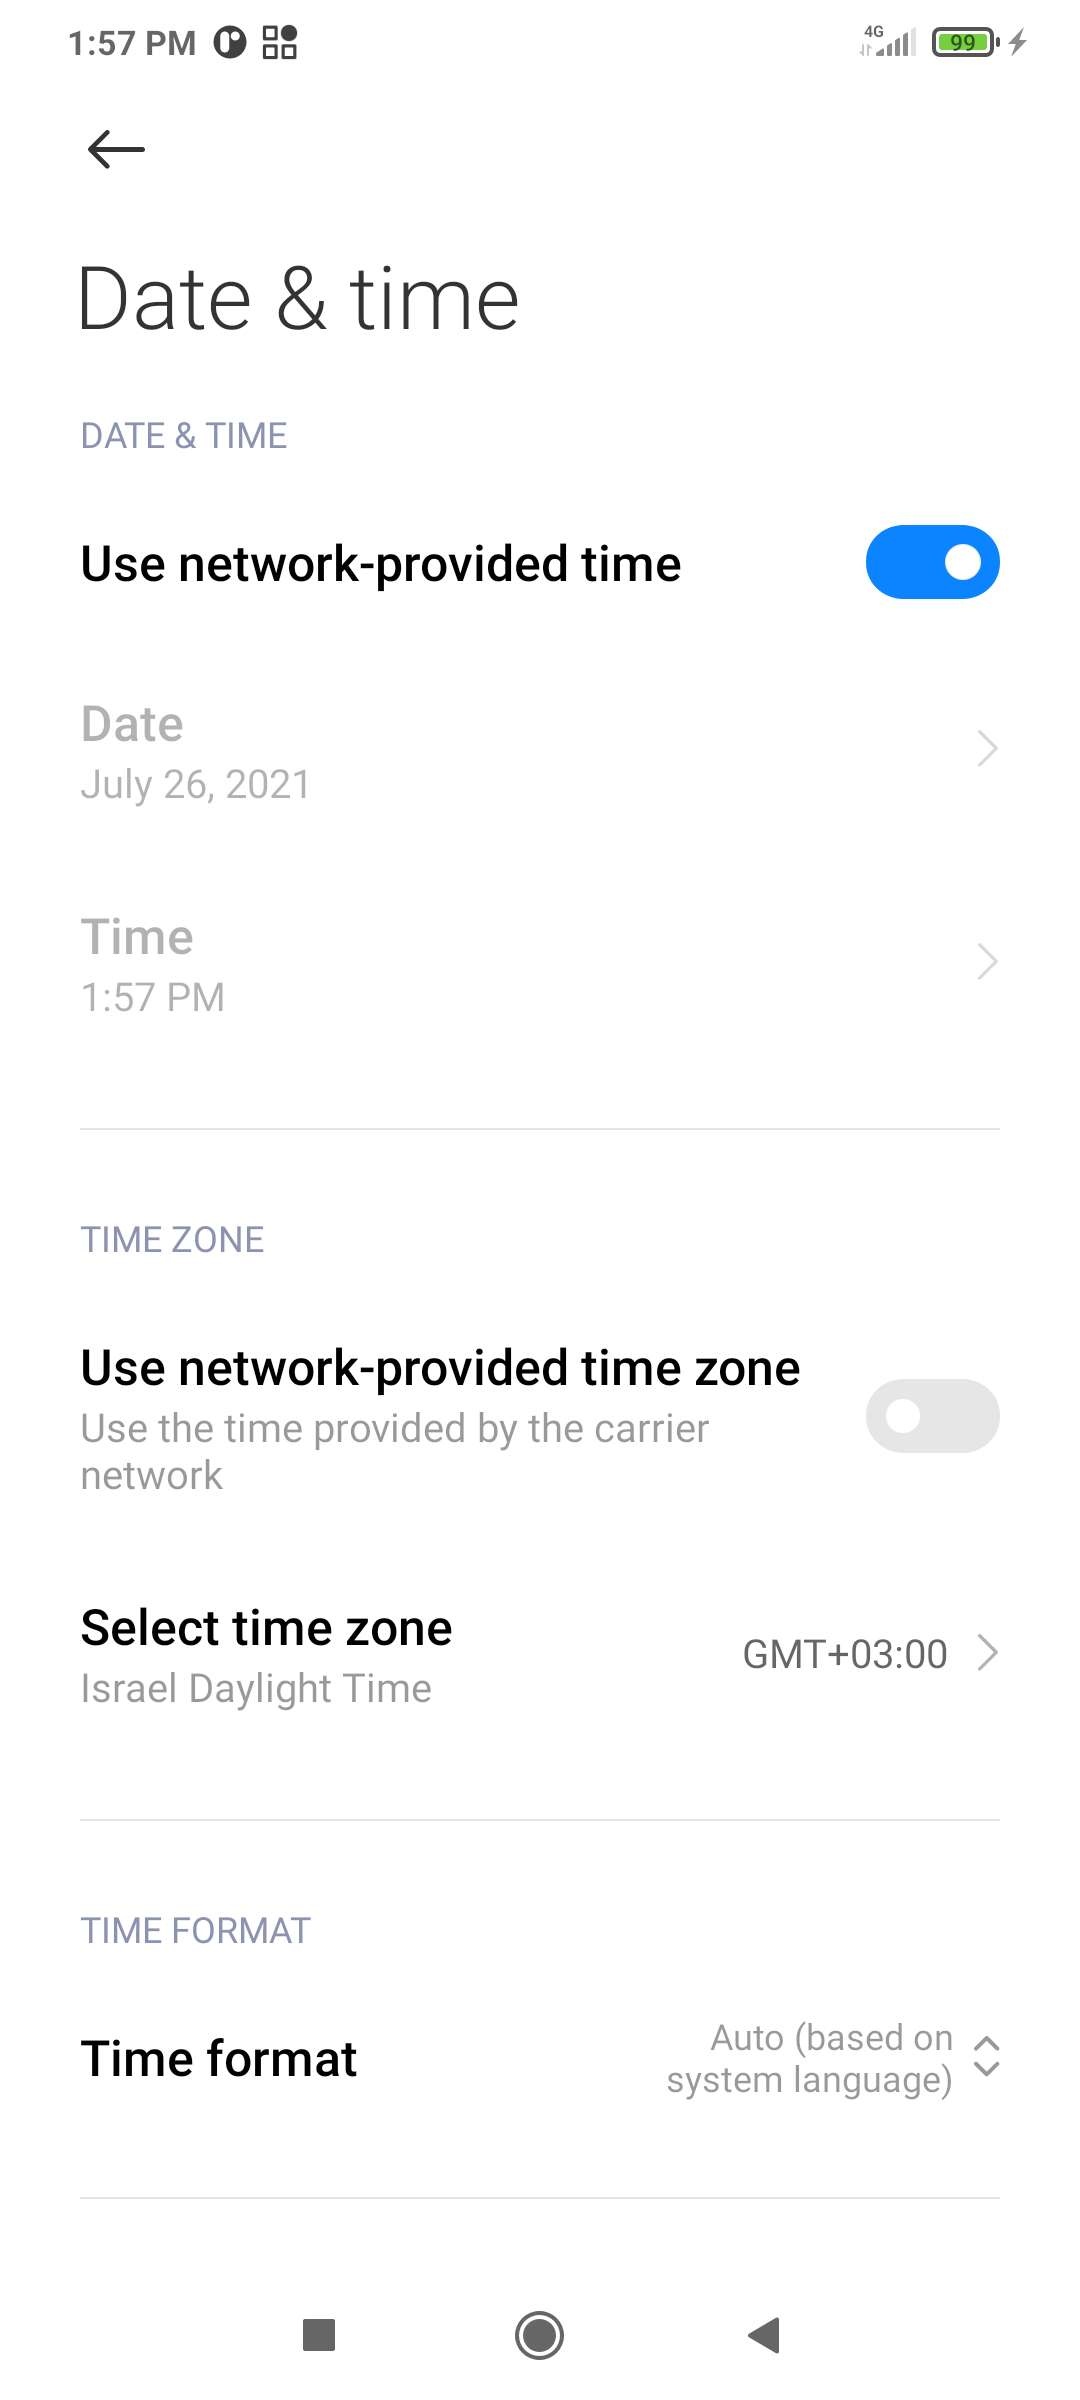 1:57 PM
4G
99
Date & time
DATE & TIME
Use network-provided time
Date
July 26, 2021
Time
1:57 PM
TIME ZONE
Use network-provided time zone
Use the time provided by the carrier
network
Select time zone
Israel Daylight Time
GMT+03:00
TIME FORMAT
Time format
Auto (based on
system language)